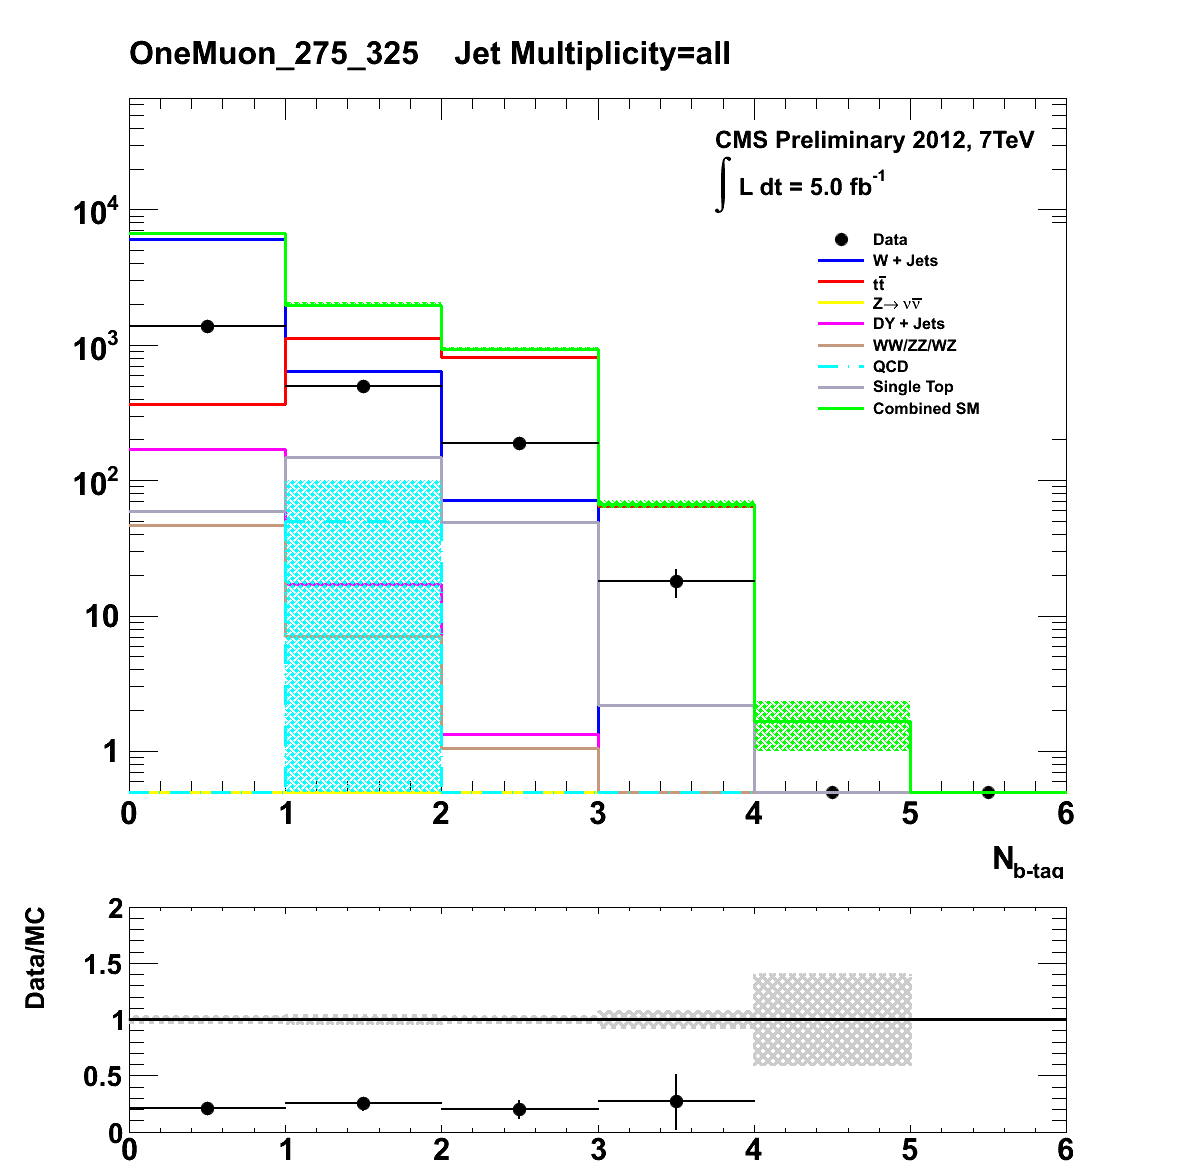 OneMuon_275_325 Jet Multiplicity=all
CMS Preliminary 2012, 7TeV
∫ L dt = 5.0 fb⁻¹
Data
W + Jets
tt̅
Z→ νν̅
DY + Jets
WW/ZZ/WZ
QCD
Single Top
Combined SM
10⁴
10³
10²
10
1
0 1 2 3 4 5 6
N_b-tag
Data/MC
2
1.5
1
0.5
0
0 1 2 3 4 5 6